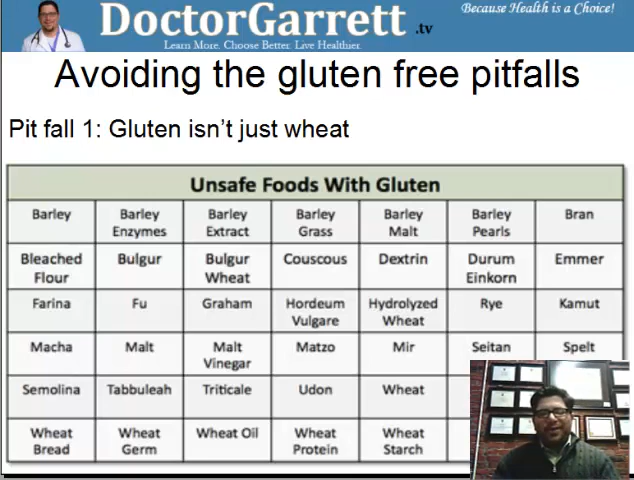 DoctorGarrett.tv
Because Health is a Choice!
Learn More. Choose Better. Live Healthier.
Avoiding the gluten free pitfalls
Pit fall 1: Gluten isn't just wheat
Unsafe Foods With Gluten
Barley Barley Enzymes Barley Extract Barley Grass Barley Malt Barley Pearls Bran
Bleached Flour Bulgur Bulgur Wheat Couscous Dextrin Durum Einkorn Emmer
Farina Fu Graham Hordeum Vulgare Hydrolyzed Wheat Rye Kamut
Macha Malt Malt Vinegar Matzo Mir Seitan Spelt
Semolina Tabbuleah Triticale Udon Wheat
Wheat Bread Wheat Germ Wheat Oil Wheat Protein Wheat Starch